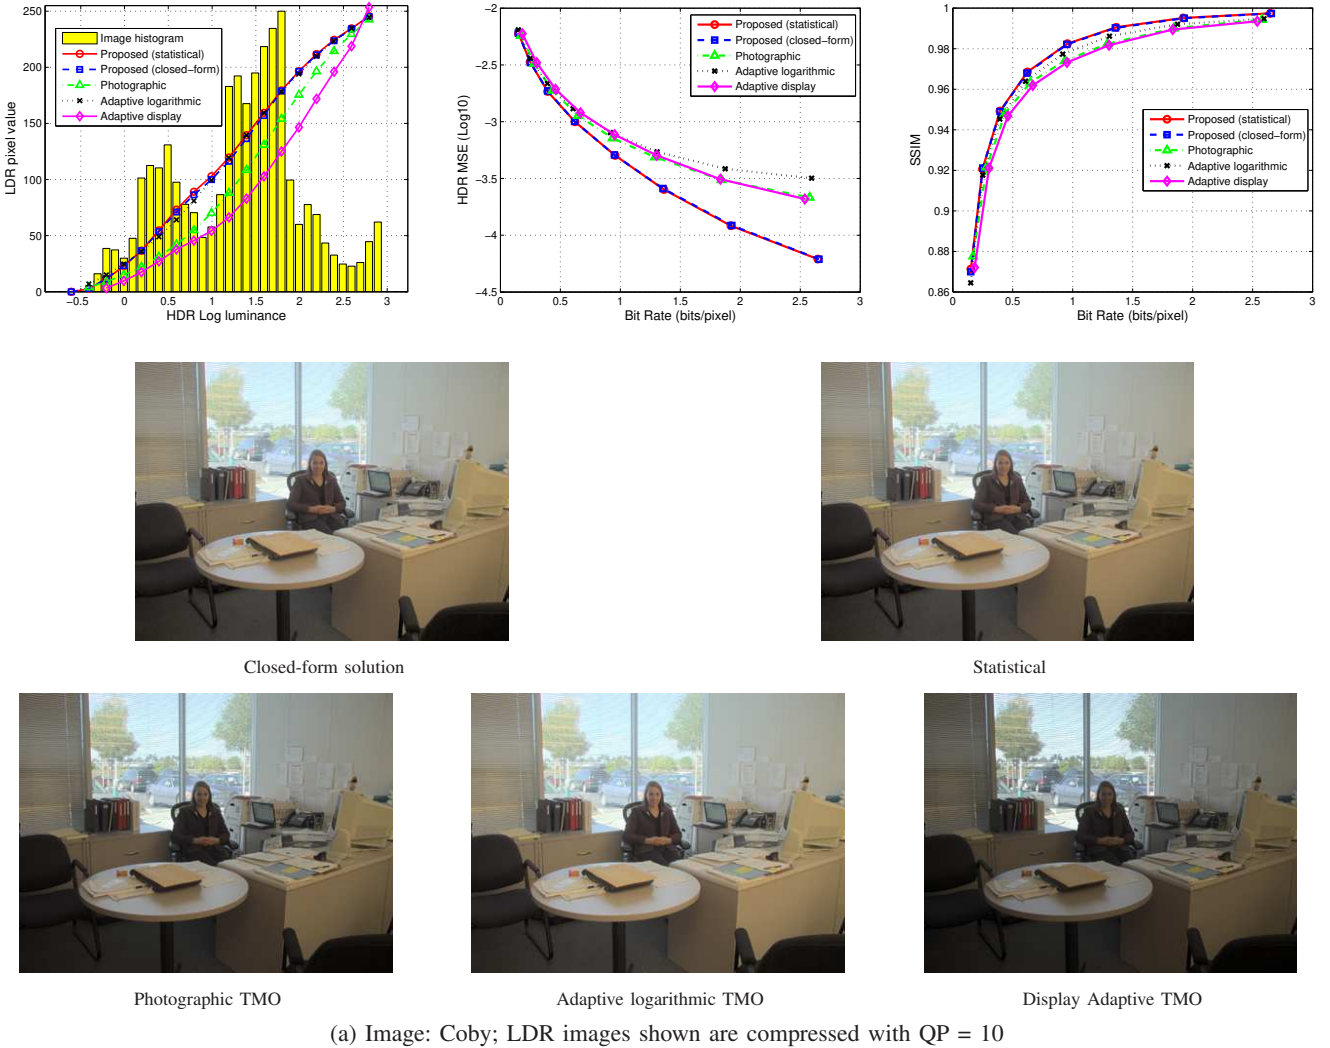 250
200
150
100
50
0
−0.5
0
0.5
1
1.5
2
2.5
3
LDR pixel value
HDR Log luminance
Image histogram
Proposed (statistical)
Proposed (closed−form)
Photographic
Adaptive logarithmic
Adaptive display
−2
−2.5
−3
−3.5
−4
−4.5
0
0.5
1
1.5
2
2.5
3
HDR MSE (Log10)
Bit Rate (bits/pixel)
Proposed (statistical)
Proposed (closed−form)
Photographic
Adaptive logarithmic
Adaptive display
1
0.98
0.96
0.94
0.92
0.9
0.88
0.86
0
0.5
1
1.5
2
2.5
3
SSIM
Bit Rate (bits/pixel)
Proposed (statistical)
Proposed (closed−form)
Photographic
Adaptive logarithmic
Adaptive display
Closed-form solution
Statistical
Photographic TMO
Adaptive logarithmic TMO
Display Adaptive TMO
(a) Image: Coby; LDR images shown are compressed with QP = 10